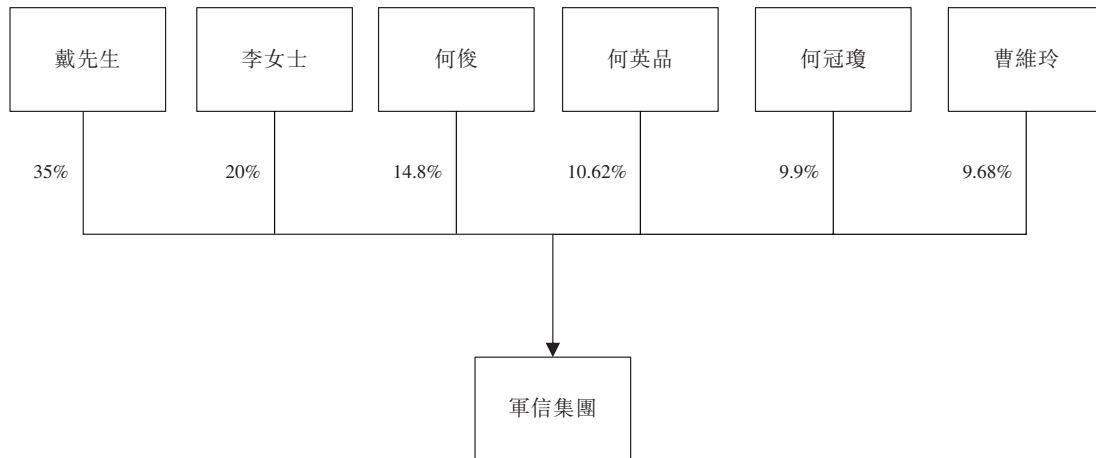 戴先生
李女士
何俊
何英品
何冠瓊
曹維玲
35%
20%
14.8%
10.62%
9.9%
9.68%
軍信集團